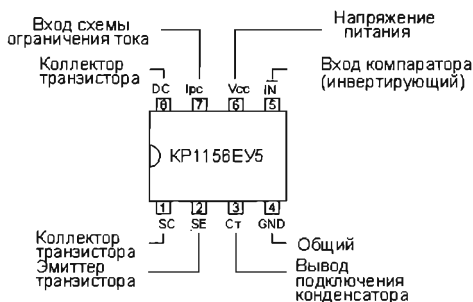 Вход схемы
ограничения тока
Напряжение
питания
Коллектор
транзистора
Вход компаратора
(инвертирующий)
DC Ipc Vcc IN
8 7 6 5
КР1156ЕУ5
1 2 3 4
SC SE Cт GND
Коллектор
транзистора
Эмиттер
транзистора
Общий
Вывод
подключения
конденсатора